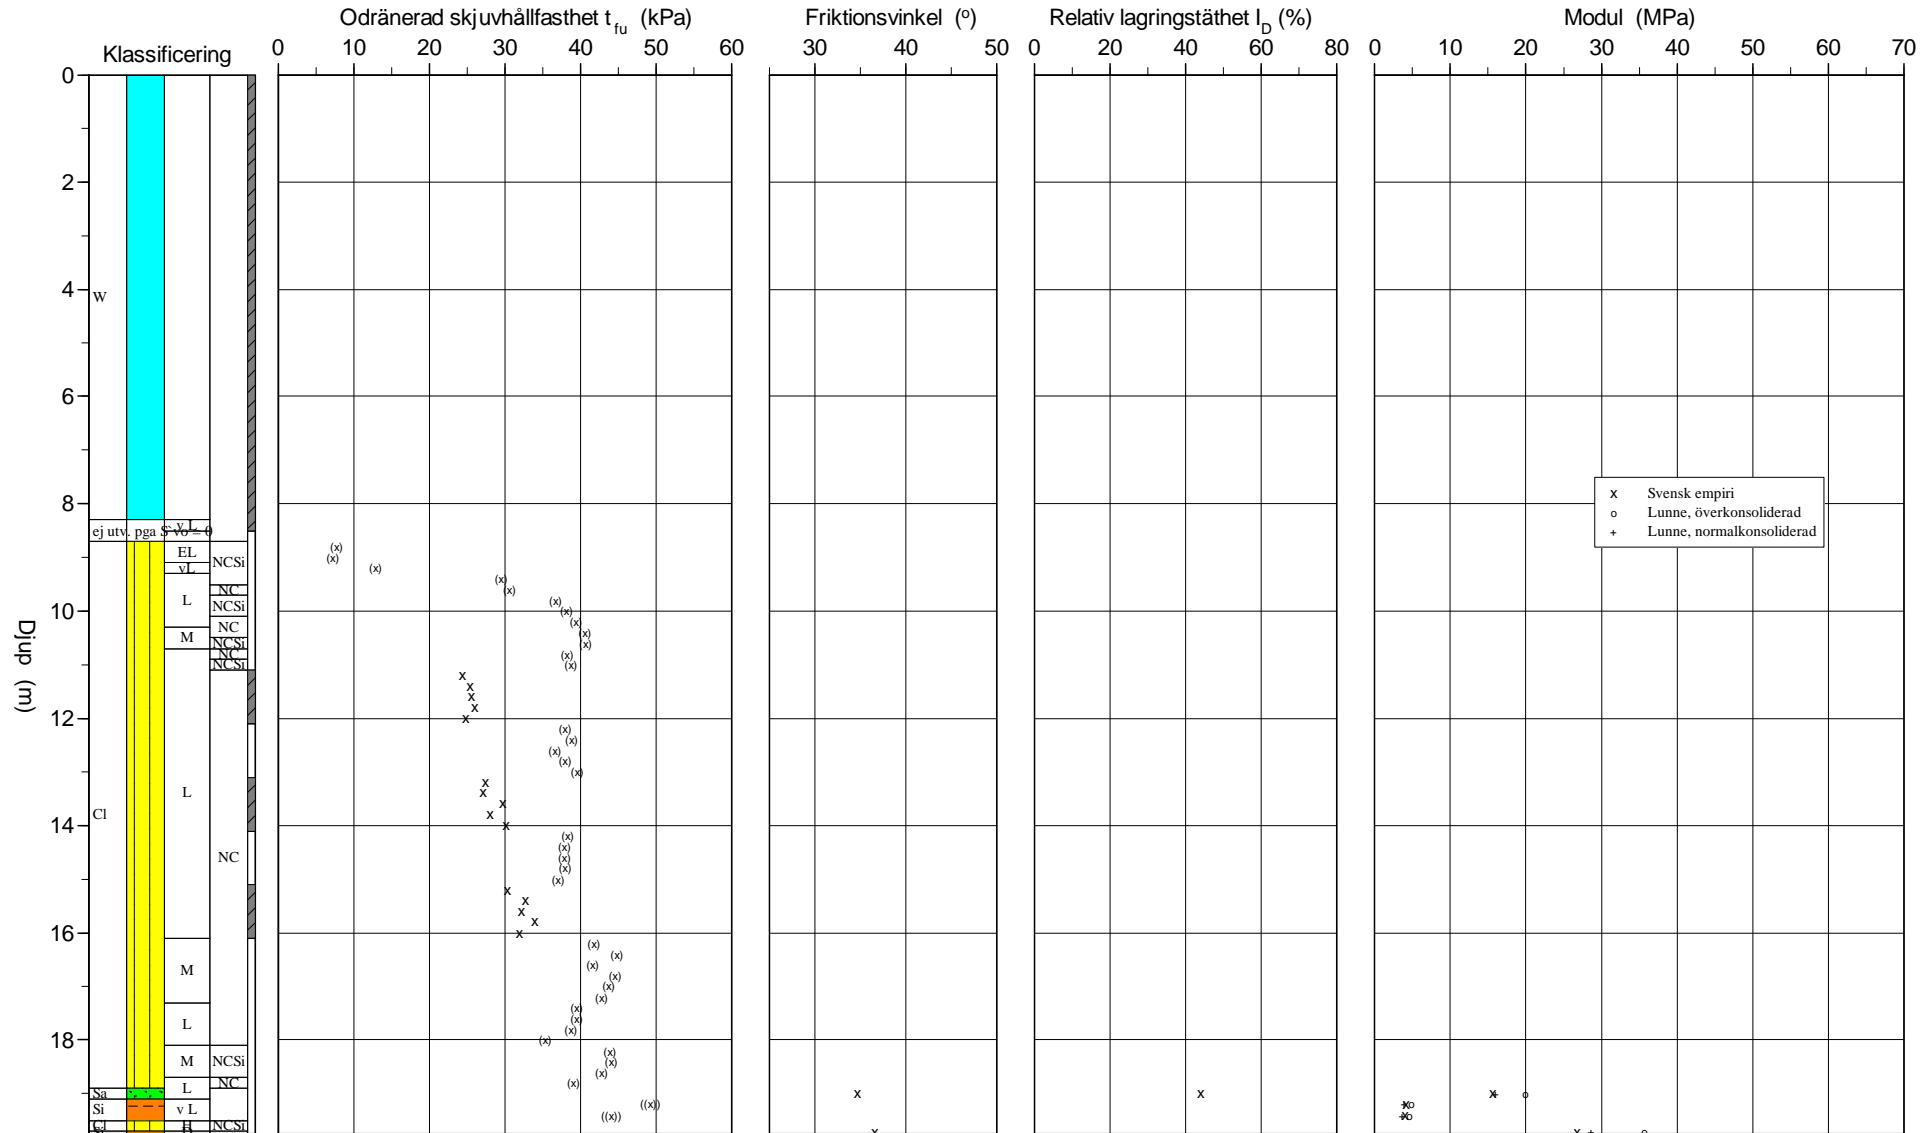 Odränerad skjuvhållfasthet t fu (kPa)
Friktionsvinkel (o)
Relativ lagringstäthet I D (%)
Modul (MPa)
Klassificering
0 10 20 30 40 50 60
30 40 50
0 20 40 60 80
0 10 20 30 40 50 60 70
Djup (m)
0
2
4
6
8
10
12
14
16
18
W
v L
ej utv. pga S'vo = 0
EL
NCSi
vL
NC
L
NCSi
NC
M
NCSi
NC
NCSi
L
Cl
NC
M
L
M
NCSi
NC
L
Sa
Si
v L
Cl
H
NCSi
x Svensk empiri
o Lunne, överkonsoliderad
+ Lunne, normalkonsoliderad